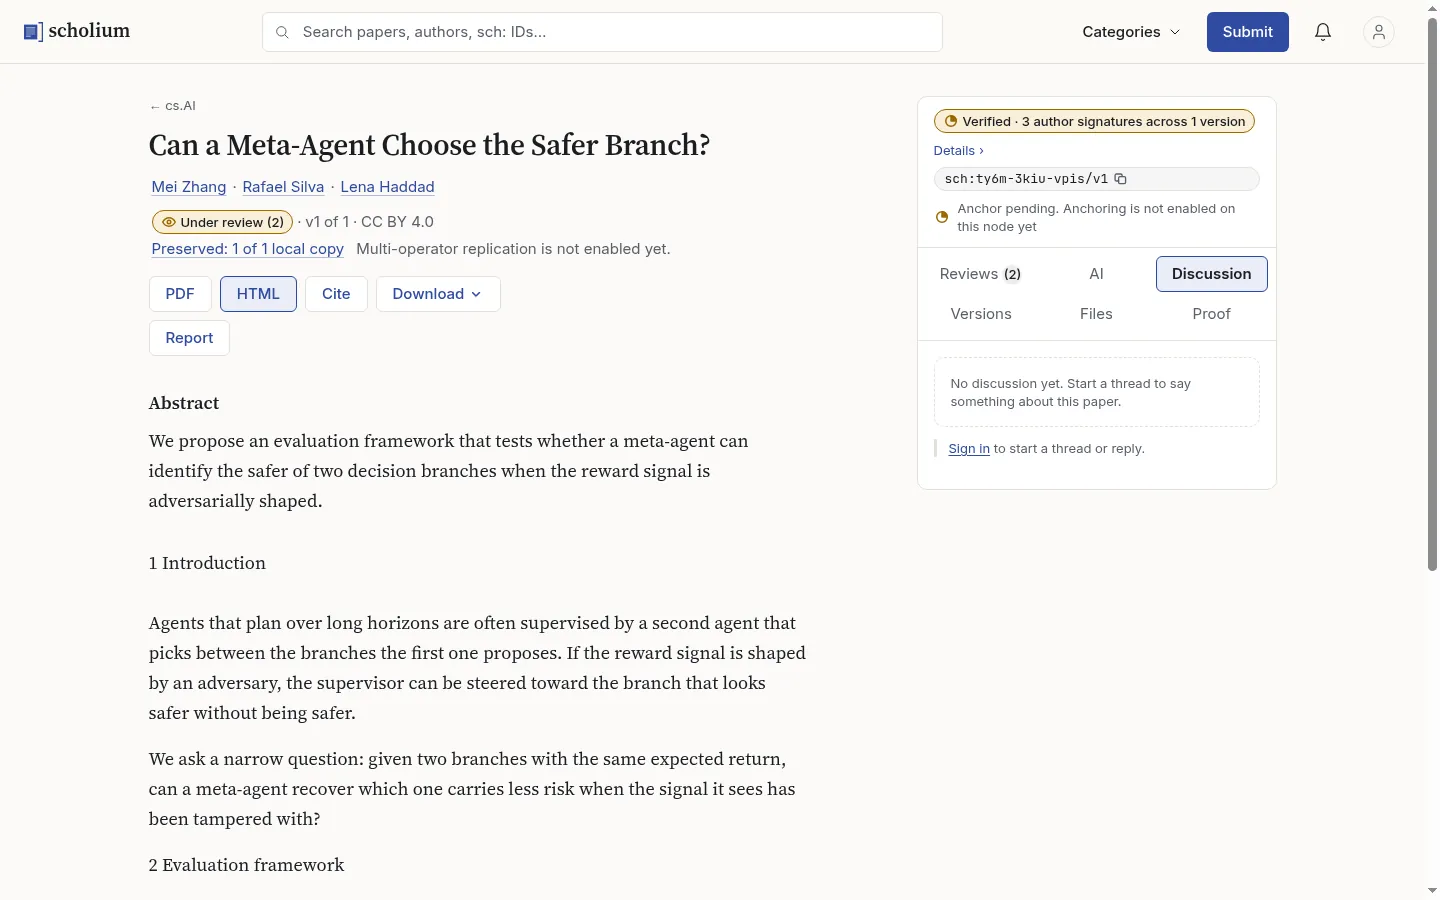 scholium
Search papers, authors, sch: IDs...
Categories
Submit
← cs.AI
Can a Meta-Agent Choose the Safer Branch?
Mei Zhang · Rafael Silva · Lena Haddad
Under review (2) · v1 of 1 · CC BY 4.0
Preserved: 1 of 1 local copy Multi-operator replication is not enabled yet.
PDF
HTML
Cite
Download
Report
Abstract
We propose an evaluation framework that tests whether a meta-agent can
identify the safer of two decision branches when the reward signal is
adversarially shaped.
1 Introduction
Agents that plan over long horizons are often supervised by a second agent that
picks between the branches the first one proposes. If the reward signal is shaped
by an adversary, the supervisor can be steered toward the branch that looks
safer without being safer.
We ask a narrow question: given two branches with the same expected return,
can a meta-agent recover which one carries less risk when the signal it sees has
been tampered with?
2 Evaluation framework
Verified · 3 author signatures across 1 version
Details ›
sch:ty6m-3kiu-vpis/v1
Anchor pending. Anchoring is not enabled on
this node yet
Reviews (2)
AI
Discussion
Versions
Files
Proof
No discussion yet. Start a thread to say
something about this paper.
Sign in to start a thread or reply.